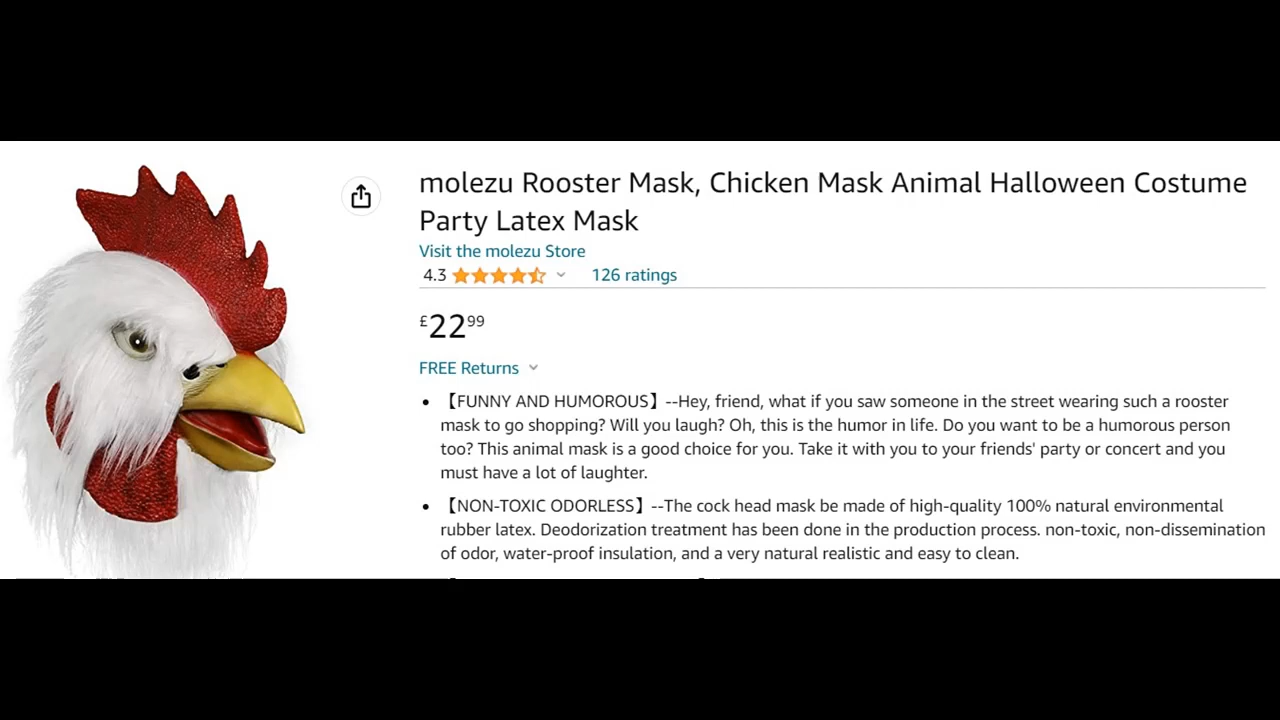 molezu Rooster Mask, Chicken Mask Animal Halloween Costume
Party Latex Mask
Visit the molezu Store
4.3 126 ratings
£2299
FREE Returns
• 【FUNNY AND HUMOROUS】--Hey, friend, what if you saw someone in the street wearing such a rooster
mask to go shopping? Will you laugh? Oh, this is the humor in life. Do you want to be a humorous person
too? This animal mask is a good choice for you. Take it with you to your friends' party or concert and you
must have a lot of laughter.
• 【NON-TOXIC ODORLESS】--The cock head mask be made of high-quality 100% natural environmental
rubber latex. Deodorization treatment has been done in the production process. non-toxic, non-dissemination
of odor, water-proof insulation, and a very natural realistic and easy to clean.